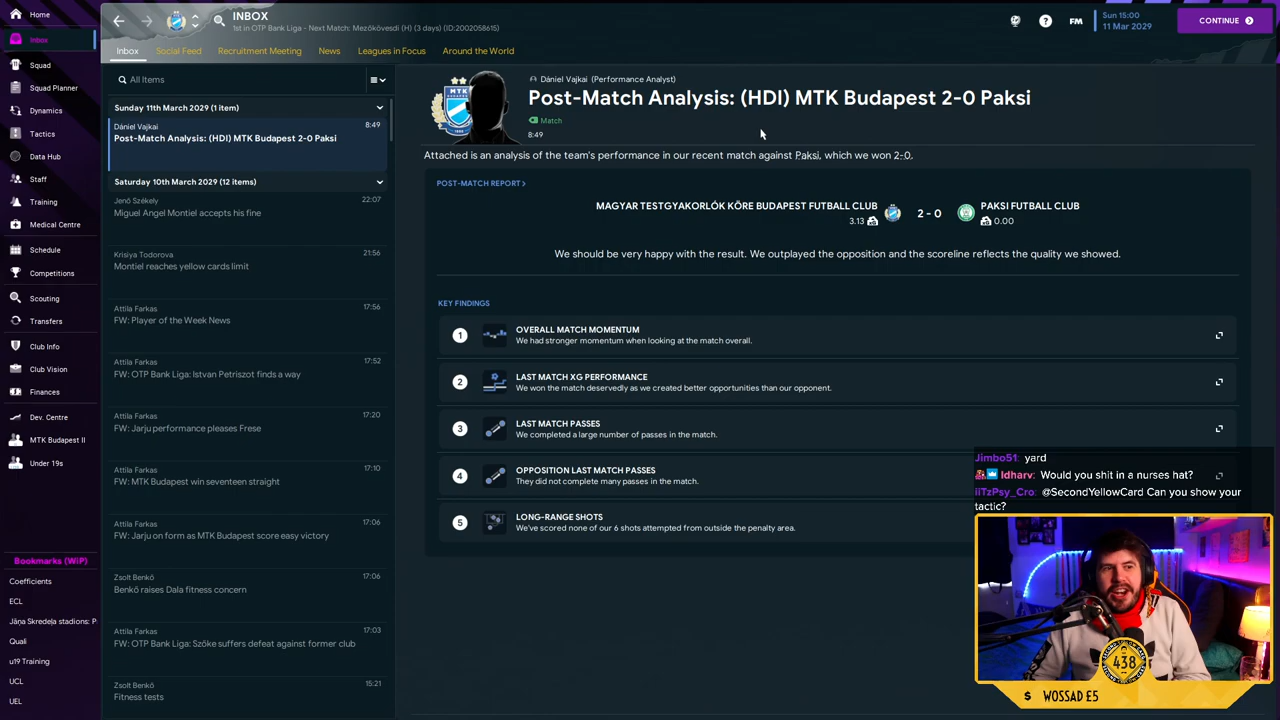 Home
INBOX
1st in OTP Bank Liga - Next Match: Mezőkövesdi (H) (3 days) (ID:2002058615)
FM
Sun 15:00
11 Mar 2029
CONTINUE
Inbox
Social Feed
Recruitment Meeting
News
Leagues in Focus
Around the World
Inbox
Squad
Squad Planner
Dynamics
Tactics
Data Hub
Staff
Training
Medical Centre
Schedule
Competitions
Scouting
Transfers
Club Info
Club Vision
Finances
Dev. Centre
MTK Budapest II
Under 19s
Bookmarks (WiP)
Coefficients
ECL
Jāņa Skredeļa stadions: P
Quali
u19 Training
UCL
UEL
All Items
Sunday 11th March 2029 (1 item)
Dániel Vajkai 8:49
Post-Match Analysis: (HDI) MTK Budapest 2-0 Paksi
Saturday 10th March 2029 (12 items)
Jenő Székely 22:07
Miguel Angel Montiel accepts his fine
Krisiya Todorova 21:56
Montiel reaches yellow cards limit
Attila Farkas 17:56
FW: Player of the Week News
Attila Farkas 17:52
FW: OTP Bank Liga: Istvan Petriszot finds a way
Attila Farkas 17:20
FW: Jarju performance pleases Frese
Attila Farkas 17:10
FW: MTK Budapest win seventeen straight
Attila Farkas 17:06
FW: Jarju on form as MTK Budapest score easy victory
Zsolt Benkő 17:06
Benkő raises Dala fitness concern
Attila Farkas 17:03
FW: OTP Bank Liga: Szőke suffers defeat against former club
Zsolt Benkő 15:21
Fitness tests
MTK
Dániel Vajkai (Performance Analyst)
Post-Match Analysis: (HDI) MTK Budapest 2-0 Paksi
Match
8:49
Attached is an analysis of the team's performance in our recent match against Paksi, which we won 2-0.
POST-MATCH REPORT >
MAGYAR TESTGYAKORLÓK KÖRE BUDAPEST FUTBALL CLUB 2 - 0 PAKSI FUTBALL CLUB
3.13 0.00
We should be very happy with the result. We outplayed the opposition and the scoreline reflects the quality we showed.
KEY FINDINGS
1 OVERALL MATCH MOMENTUM
We had stronger momentum when looking at the match overall.
2 LAST MATCH XG PERFORMANCE
We won the match deservedly as we created better opportunities than our opponent.
3 LAST MATCH PASSES
We completed a large number of passes in the match.
4 OPPOSITION LAST MATCH PASSES
They did not complete many passes in the match.
5 LONG-RANGE SHOTS
We've scored none of our 6 shots attempted from outside the penalty area.
Jimbo51: yard
Idharv: Would you shit in a nurses hat?
iiTzPsy_Cro: @SecondYellowCard Can you show your
tactic?
438
$ WOSSAD £5